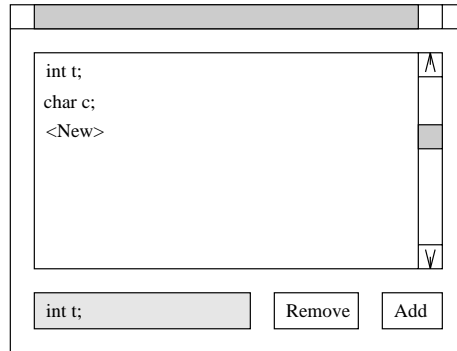 int t;
char c;
<New>
int t;
Remove
Add